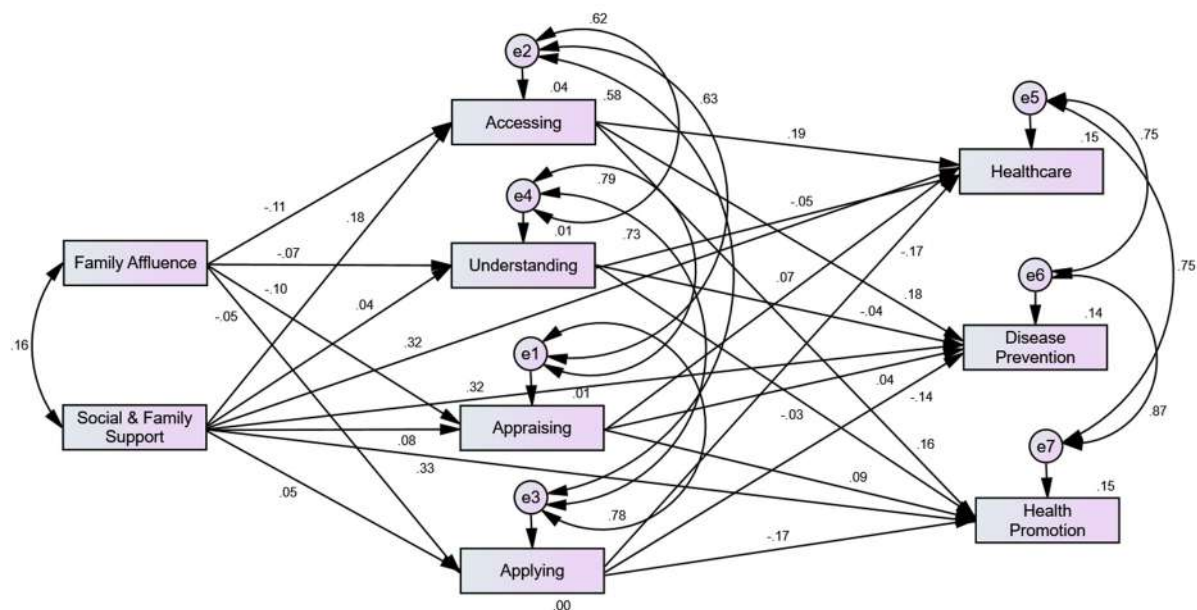 .62
e2
.04
.58
.63
Accessing
e5
.15
.75
.19
Healthcare
.79
e4
-.05
-.11
.18
.01
.73
Family Affluence
-.07
Understanding
-.17
.75
e6
.07
-.10
.04
.18
-.04
.14
-.05
Disease
Prevention
.16
.32
e1
.32
.01
.04
-.14
Social & Family
Support
Appraising
-.03
.87
.08
.16
e7
.33
.09
.15
.05
e3
.78
Health
Promotion
-.17
Applying
.00